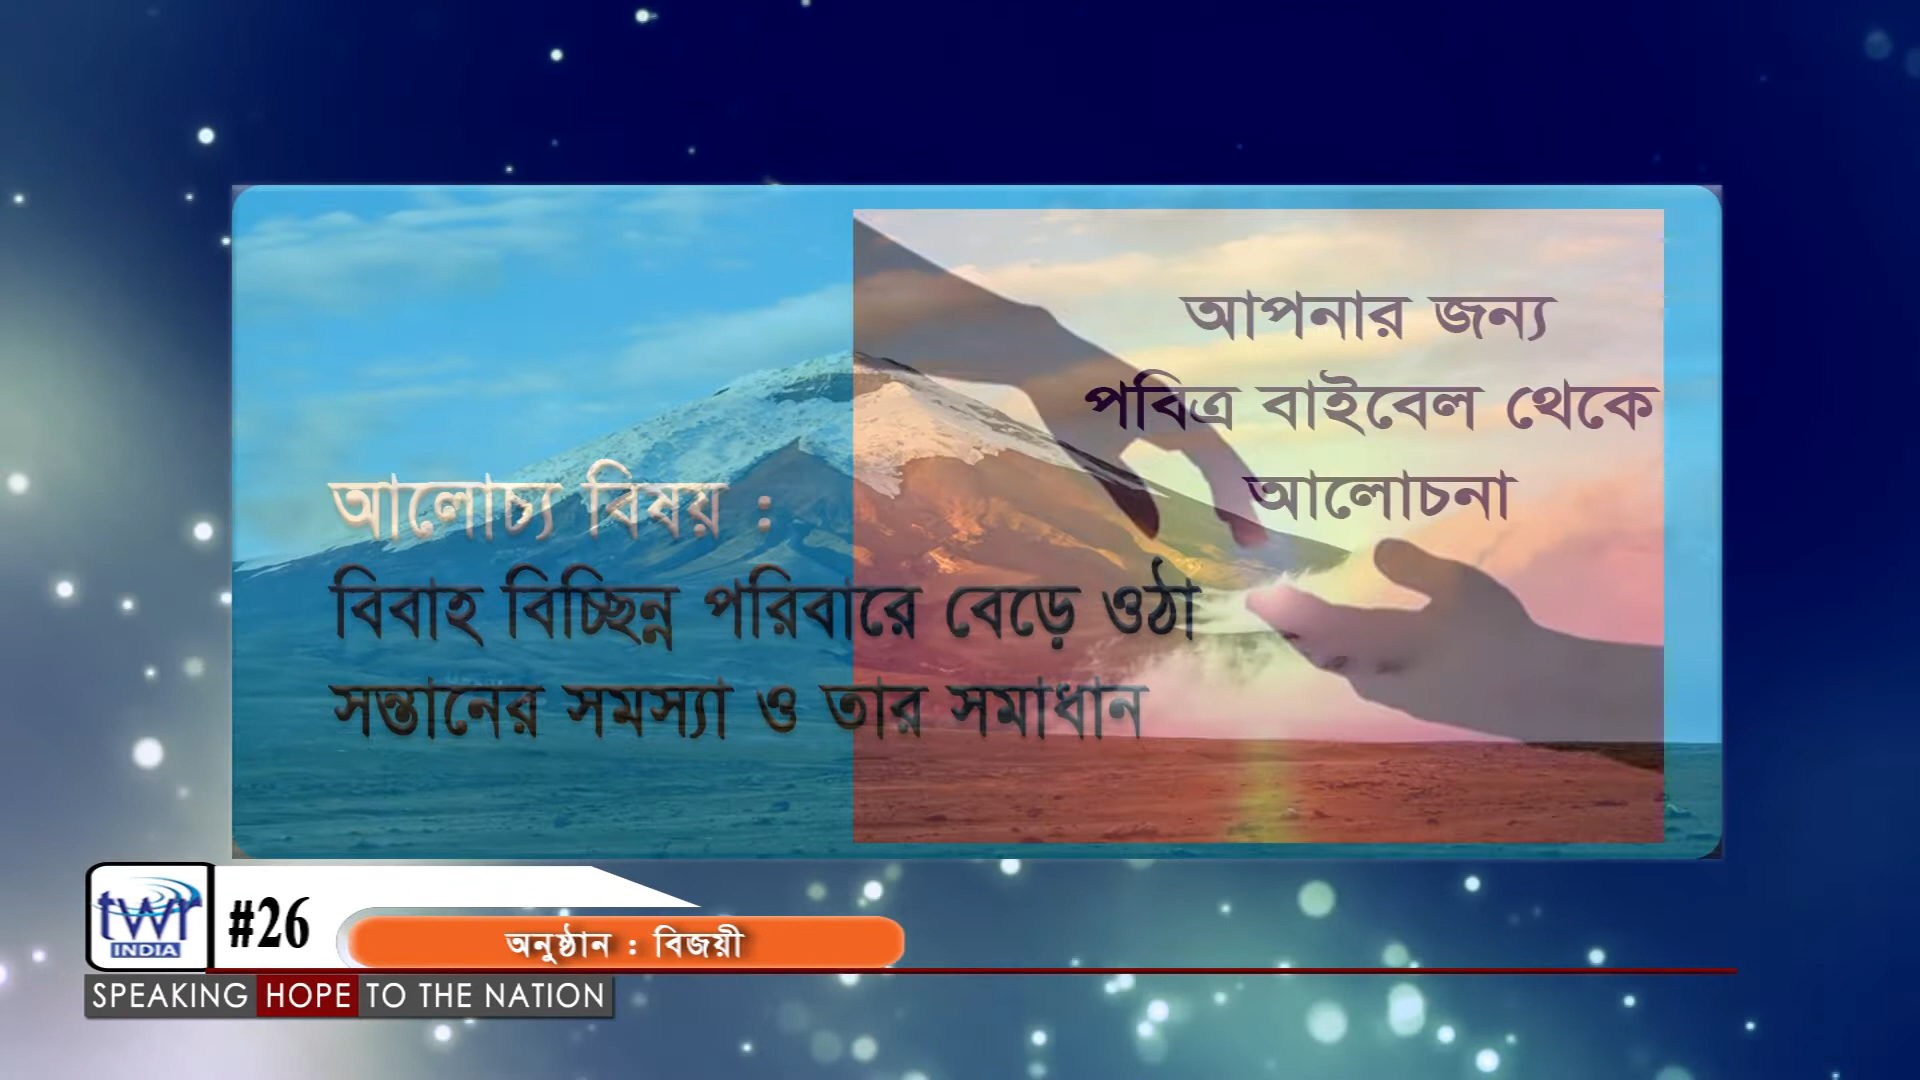 আপনার জন্য
পবিত্র বাইবেল থেকে
আলোচনা
আলোচ্য বিষয় :
বিবাহ বিচ্ছিন্ন পরিবারে বেড়ে ওঠা
সন্তানের সমস্যা ও তার সমাধান
twr
INDIA
#26
অনুষ্ঠান : বিজয়ী
SPEAKING HOPE TO THE NATION